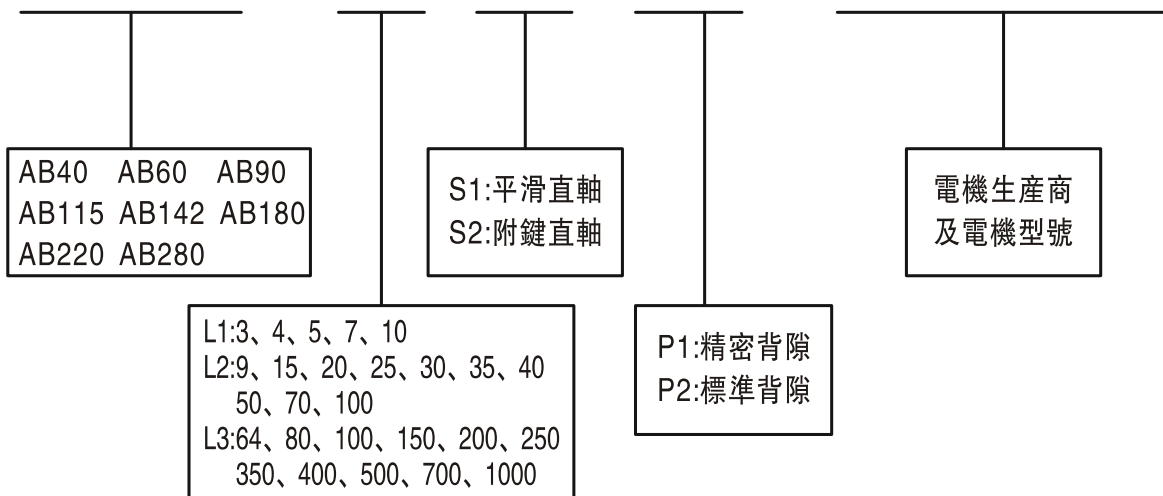 AB40 AB60 AB90
AB115 AB142 AB180
AB220 AB280
S1:平滑直軸
S2:附鍵直軸
電機生産商
及電機型號
L1:3、4、5、7、10
L2:9、15、20、25、30、35、40
50、70、100
L3:64、80、100、150、200、250
350、400、500、700、1000
P1:精密背隙
P2:標準背隙